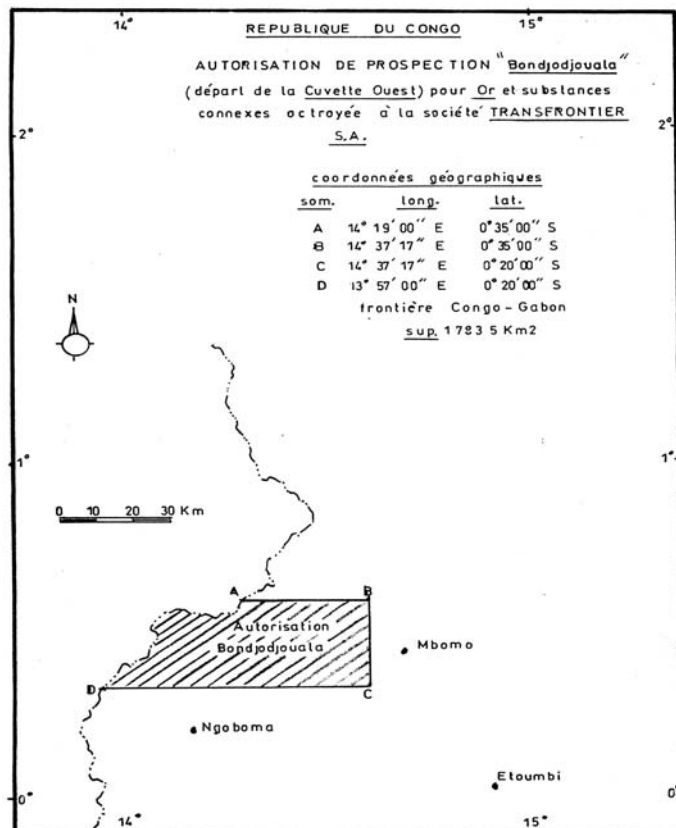 14° 15°
REPUBLIQUE DU CONGO
AUTORISATION DE PROSPECTION "Bondjodjouala"
(départ de la Cuvette Ouest) pour Or et substances
connexes octroyée à la société TRANSFRONTIER
S.A.
2° 2°
coordonnées géographiques
som. long. lat.
A 14° 19' 00" E 0° 35' 00" S
B 14° 37' 17" E 0° 35' 00" S
C 14° 37' 17" E 0° 20' 00" S
D 13° 57' 00" E 0° 20' 00" S
frontière Congo-Gabon
sup. 1783 5 Km2
N
1° 1°
0 10 20 30 Km
A B
Autorisation
Bondjodjouala
Mbomo
D C
Ngoboma
Etoumbi
0° 0°
14° 15°